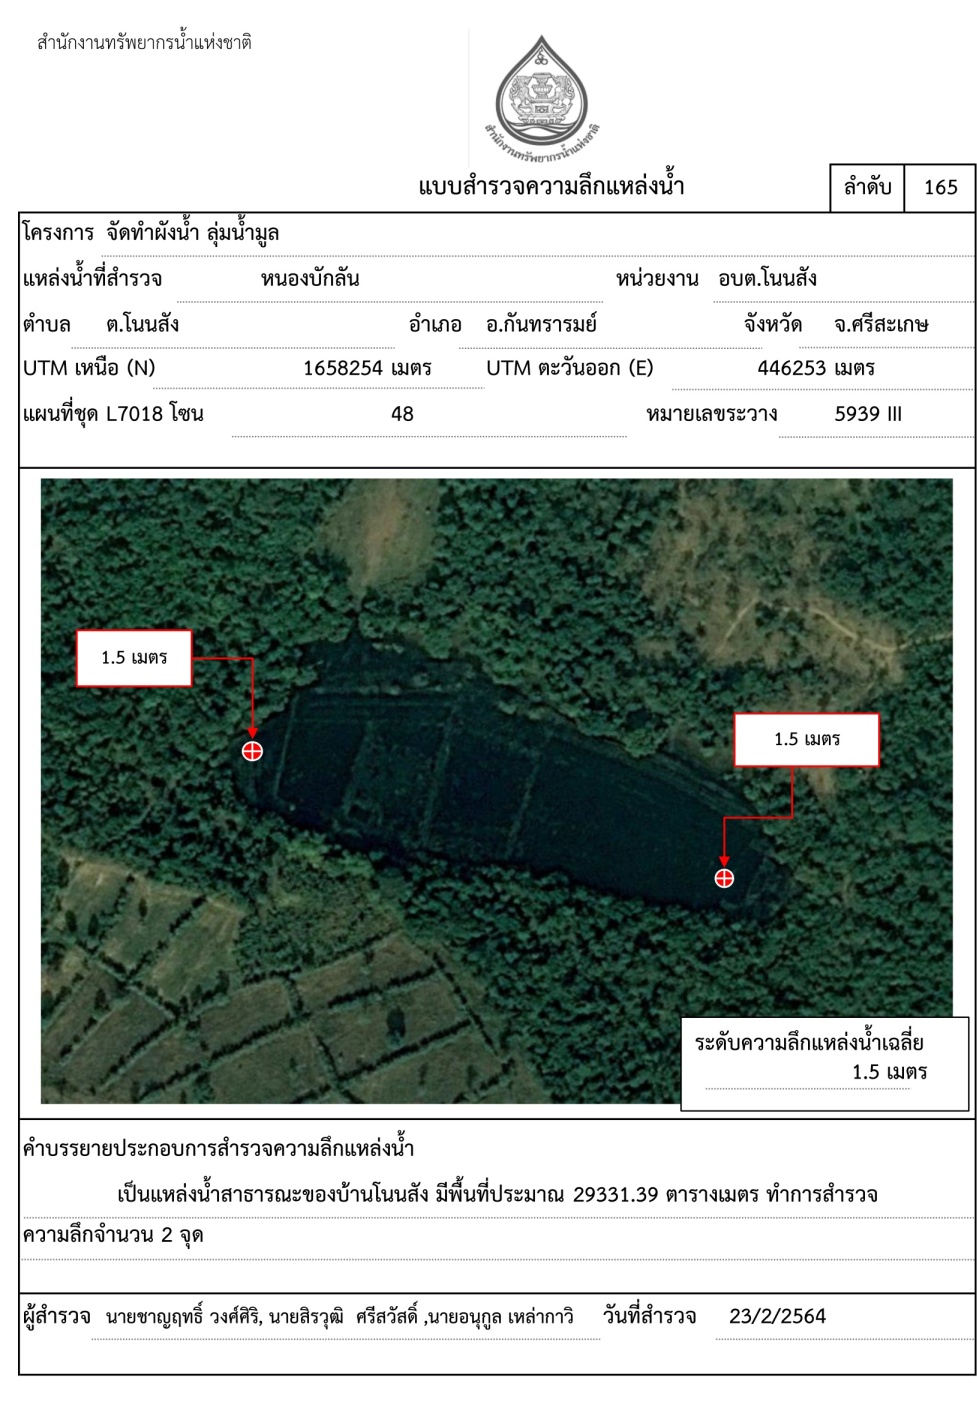 สำนักงานทรัพยากรน้ำแห่งชาติ
สำนักงานทรัพยากรน้ำแห่งชาติ
แบบสำรวจความลึกแหล่งน้ำ ลำดับ 165
โครงการ จัดทำผังน้ำ ลุ่มน้ำมูล
แหล่งน้ำที่สำรวจ หนองบักลัน หน่วยงาน อบต.โนนสัง
ตำบล ต.โนนสัง อำเภอ อ.กันทรารมย์ จังหวัด จ.ศรีสะเกษ
UTM เหนือ (N) 1658254 เมตร UTM ตะวันออก (E) 446253 เมตร
แผนที่ชุด L7018 โซน 48 หมายเลขระวาง 5939 III
1.5 เมตร
1.5 เมตร
ระดับความลึกแหล่งน้ำเฉลี่ย
1.5 เมตร
คำบรรยายประกอบการสำรวจความลึกแหล่งน้ำ
เป็นแหล่งน้ำสาธารณะของบ้านโนนสัง มีพื้นที่ประมาณ 29331.39 ตารางเมตร ทำการสำรวจ
ความลึกจำนวน 2 จุด
ผู้สำรวจ นายชาญฤทธิ์ วงศ์ศิริ, นายสิรวุฒิ ศรีสวัสดิ์ ,นายอนุกูล เหล่ากาวิ วันที่สำรวจ 23/2/2564